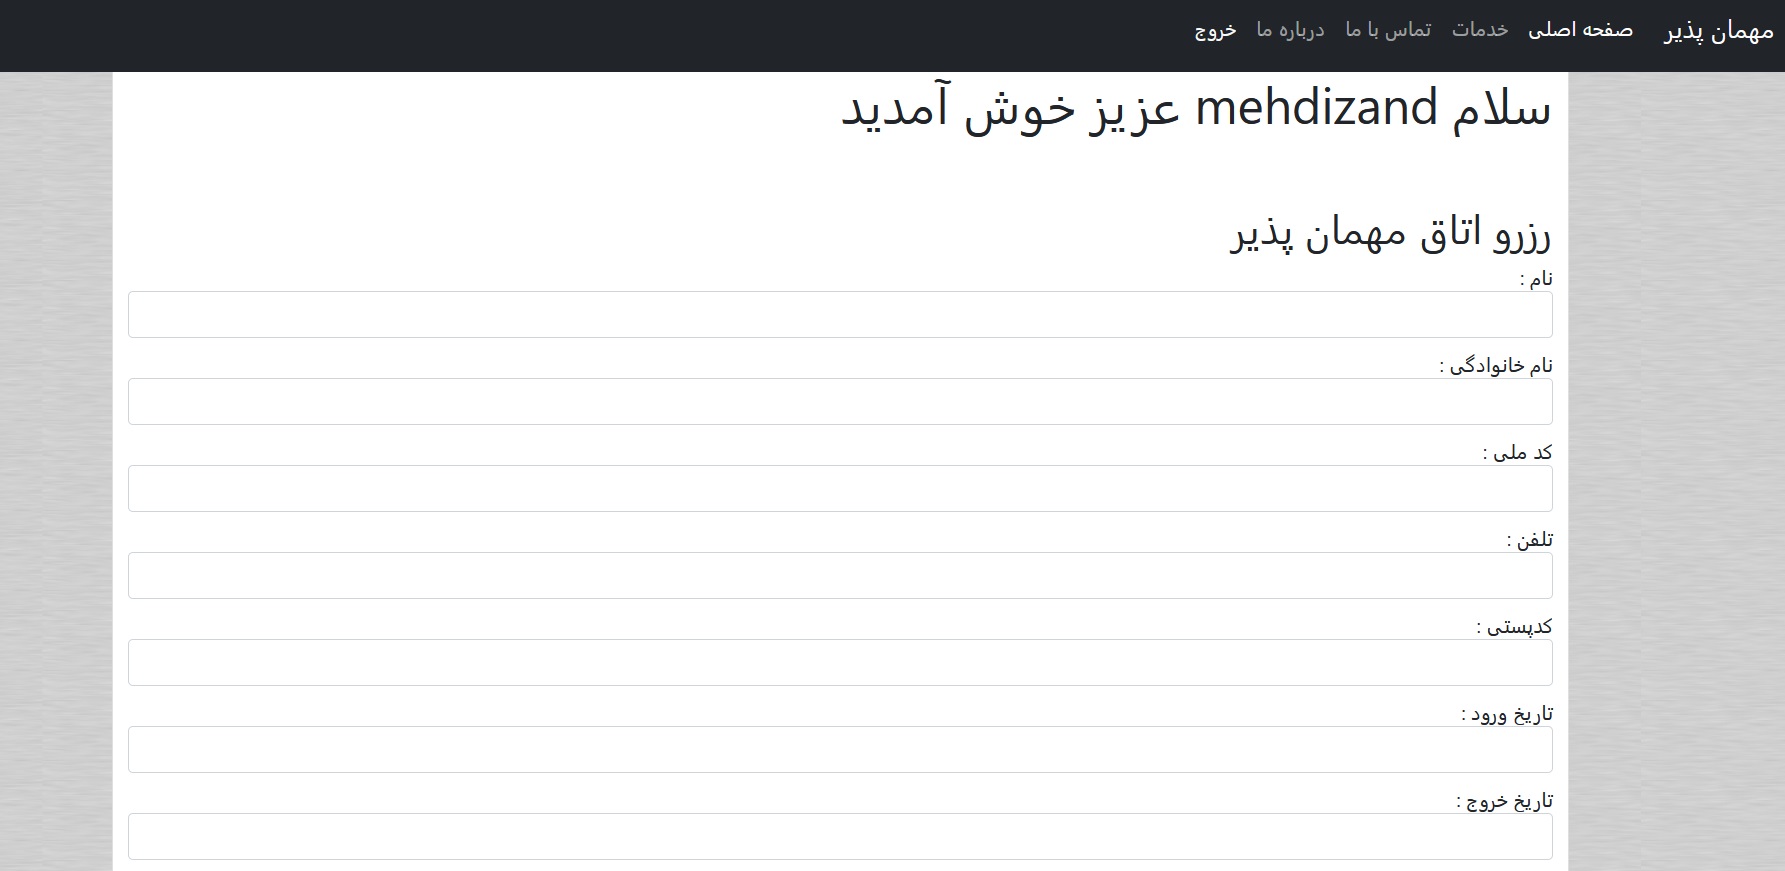 مهمان پذیر صفحه اصلی خدمات تماس با ما درباره ما خروج
سلام mehdizand عزیز خوش آمدید
رزرو اتاق مهمان پذیر
نام :
نام خانوادگی :
کد ملی :
تلفن :
کدپستی :
تاریخ ورود :
تاریخ خروج :